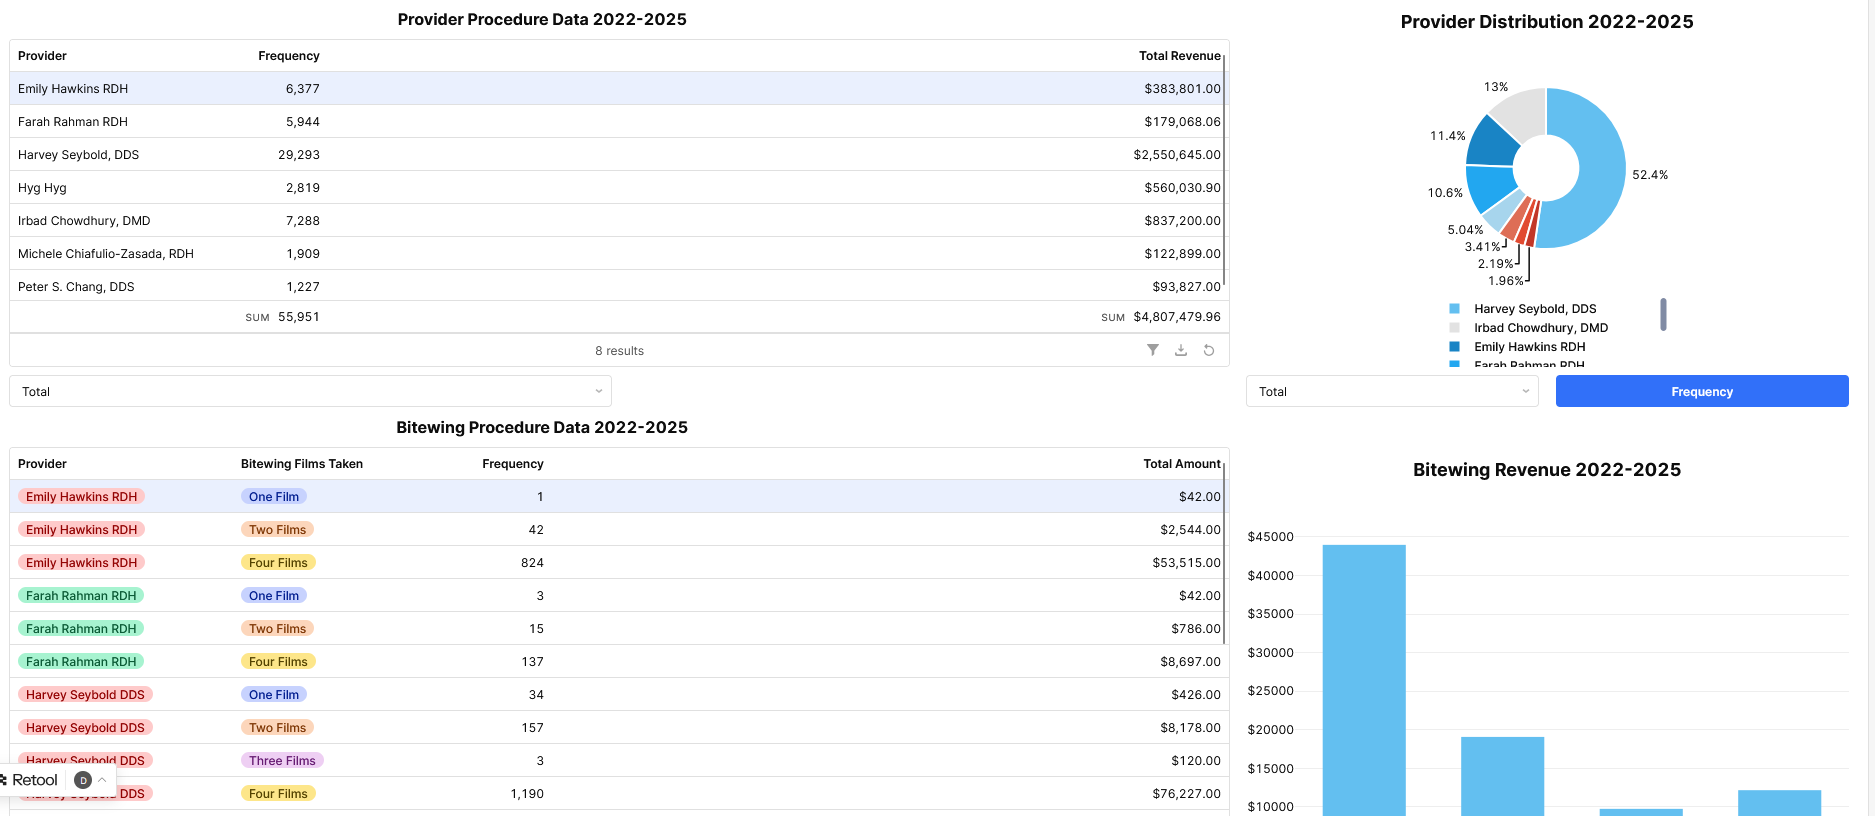 Provider Procedure Data 2022-2025
Provider Frequency Total Revenue
Emily Hawkins RDH 6,377 $383,801.00
Farah Rahman RDH 5,944 $179,068.06
Harvey Seybold, DDS 29,293 $2,550,645.00
Hyg Hyg 2,819 $560,030.90
Irbad Chowdhury, DMD 7,288 $837,200.00
Michele Chiafulio-Zasada, RDH 1,909 $122,899.00
Peter S. Chang, DDS 1,227 $93,827.00
SUM 55,951 SUM $4,807,479.96
8 results
Total
Provider Distribution 2022-2025
13%
11.4%
52.4%
10.6%
5.04%
3.41%
2.19%
1.96%
Harvey Seybold, DDS
Irbad Chowdhury, DMD
Emily Hawkins RDH
Farah Rahman RDH
Total
Frequency
Bitewing Procedure Data 2022-2025
Provider Bitewing Films Taken Frequency Total Amount
Emily Hawkins RDH One Film 1 $42.00
Emily Hawkins RDH Two Films 42 $2,544.00
Emily Hawkins RDH Four Films 824 $53,515.00
Farah Rahman RDH One Film 3 $42.00
Farah Rahman RDH Two Films 15 $786.00
Farah Rahman RDH Four Films 137 $8,697.00
Harvey Seybold DDS One Film 34 $426.00
Harvey Seybold DDS Two Films 157 $8,178.00
Harvey Seybold DDS Three Films 3 $120.00
Harvey Seybold DDS Four Films 1,190 $76,227.00
Retool D
Bitewing Revenue 2022-2025
$45000
$40000
$35000
$30000
$25000
$20000
$15000
$10000